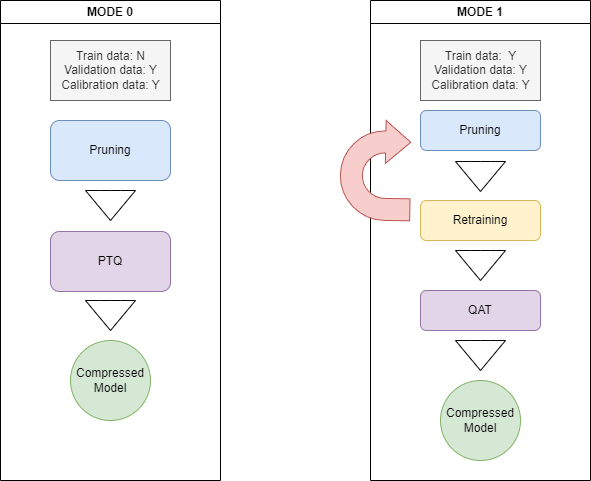 MODE 0
Train data: N
Validation data: Y
Calibration data: Y
Pruning
PTQ
Compressed
Model
MODE 1
Train data:  Y
Validation data: Y
Calibration data: Y
Pruning
Retraining
QAT
Compressed
Model